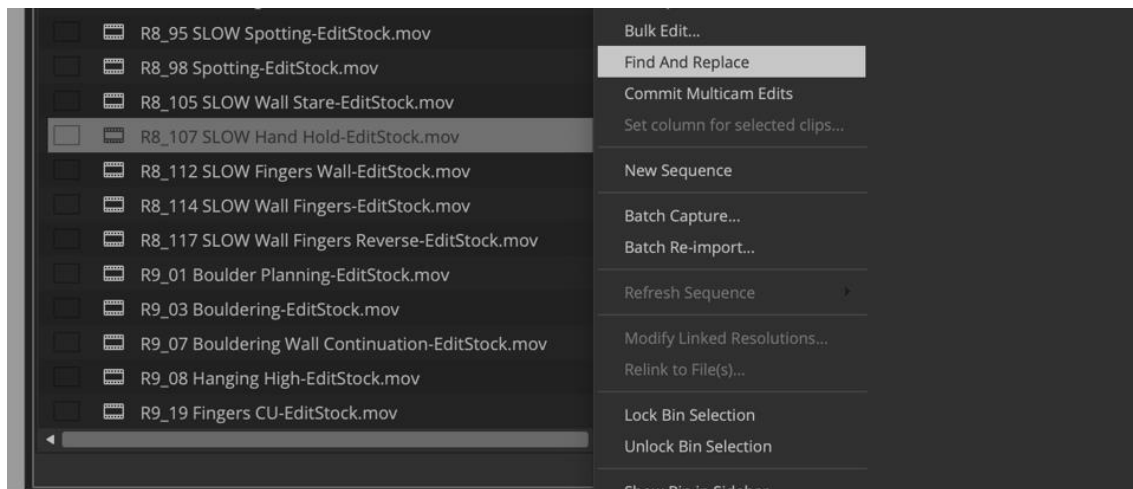 R8_95 SLOW Spotting-EditStock.mov
R8_98 Spotting-EditStock.mov
R8_105 SLOW Wall Stare-EditStock.mov
R8_107 SLOW Hand Hold-EditStock.mov
R8_112 SLOW Fingers Wall-EditStock.mov
R8_114 SLOW Wall Fingers-EditStock.mov
R8_117 SLOW Wall Fingers Reverse-EditStock.mov
R9_01 Boulder Planning-EditStock.mov
R9_03 Bouldering-EditStock.mov
R9_07 Bouldering Wall Continuation-EditStock.mov
R9_08 Hanging High-EditStock.mov
R9_19 Fingers CU-EditStock.mov
Bulk Edit...
Find And Replace
Commit Multicam Edits
Set column for selected clips...
New Sequence
Batch Capture...
Batch Re-import...
Refresh Sequence
Modify Linked Resolutions...
Relink to File(s)...
Lock Bin Selection
Unlock Bin Selection
Show Bin in Sidebar